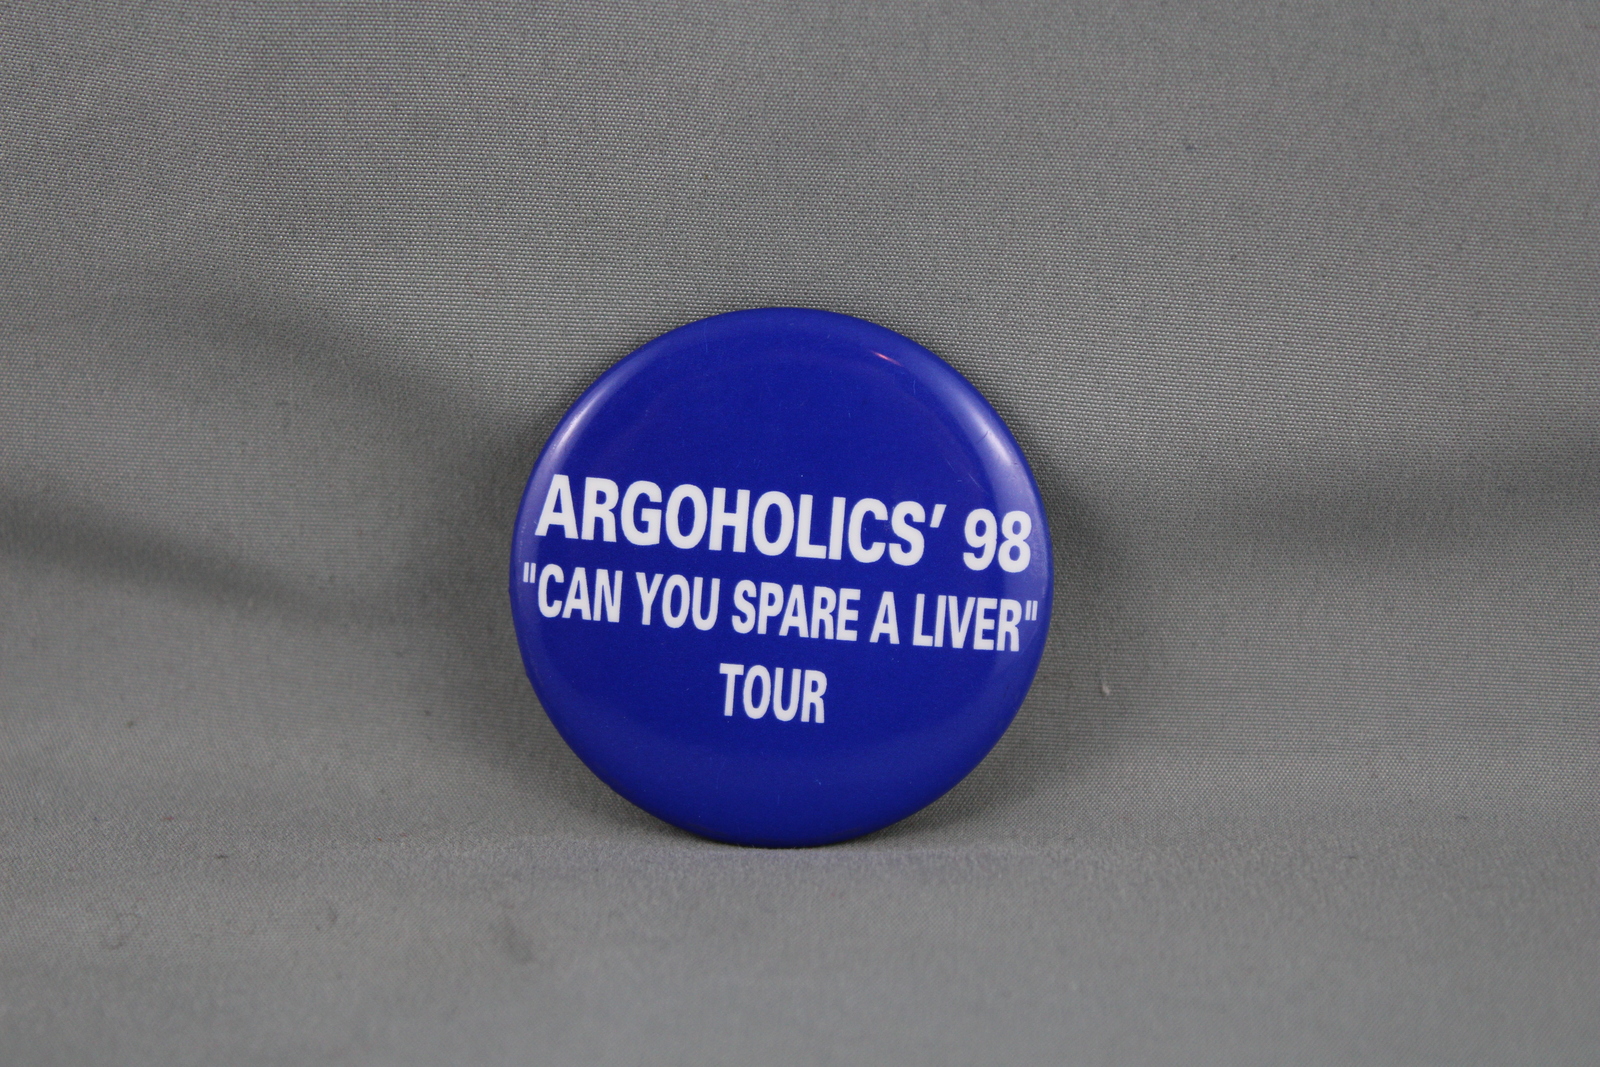 ARGOHOLICS' 98
"CAN YOU SPARE A LIVER"
TOUR